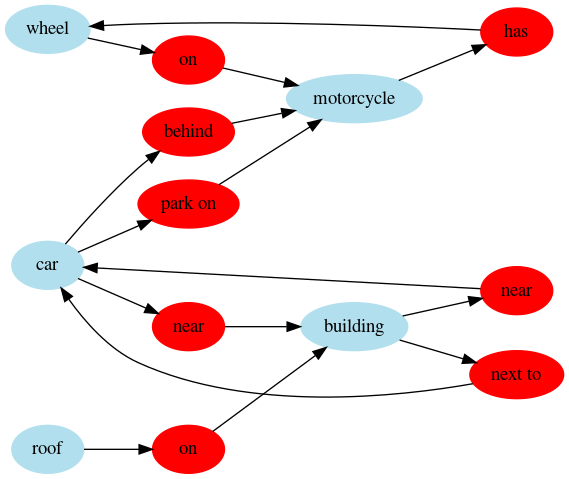 wheel
has
on
motorcycle
behind
park on
car
near
near
building
next to
roof
on